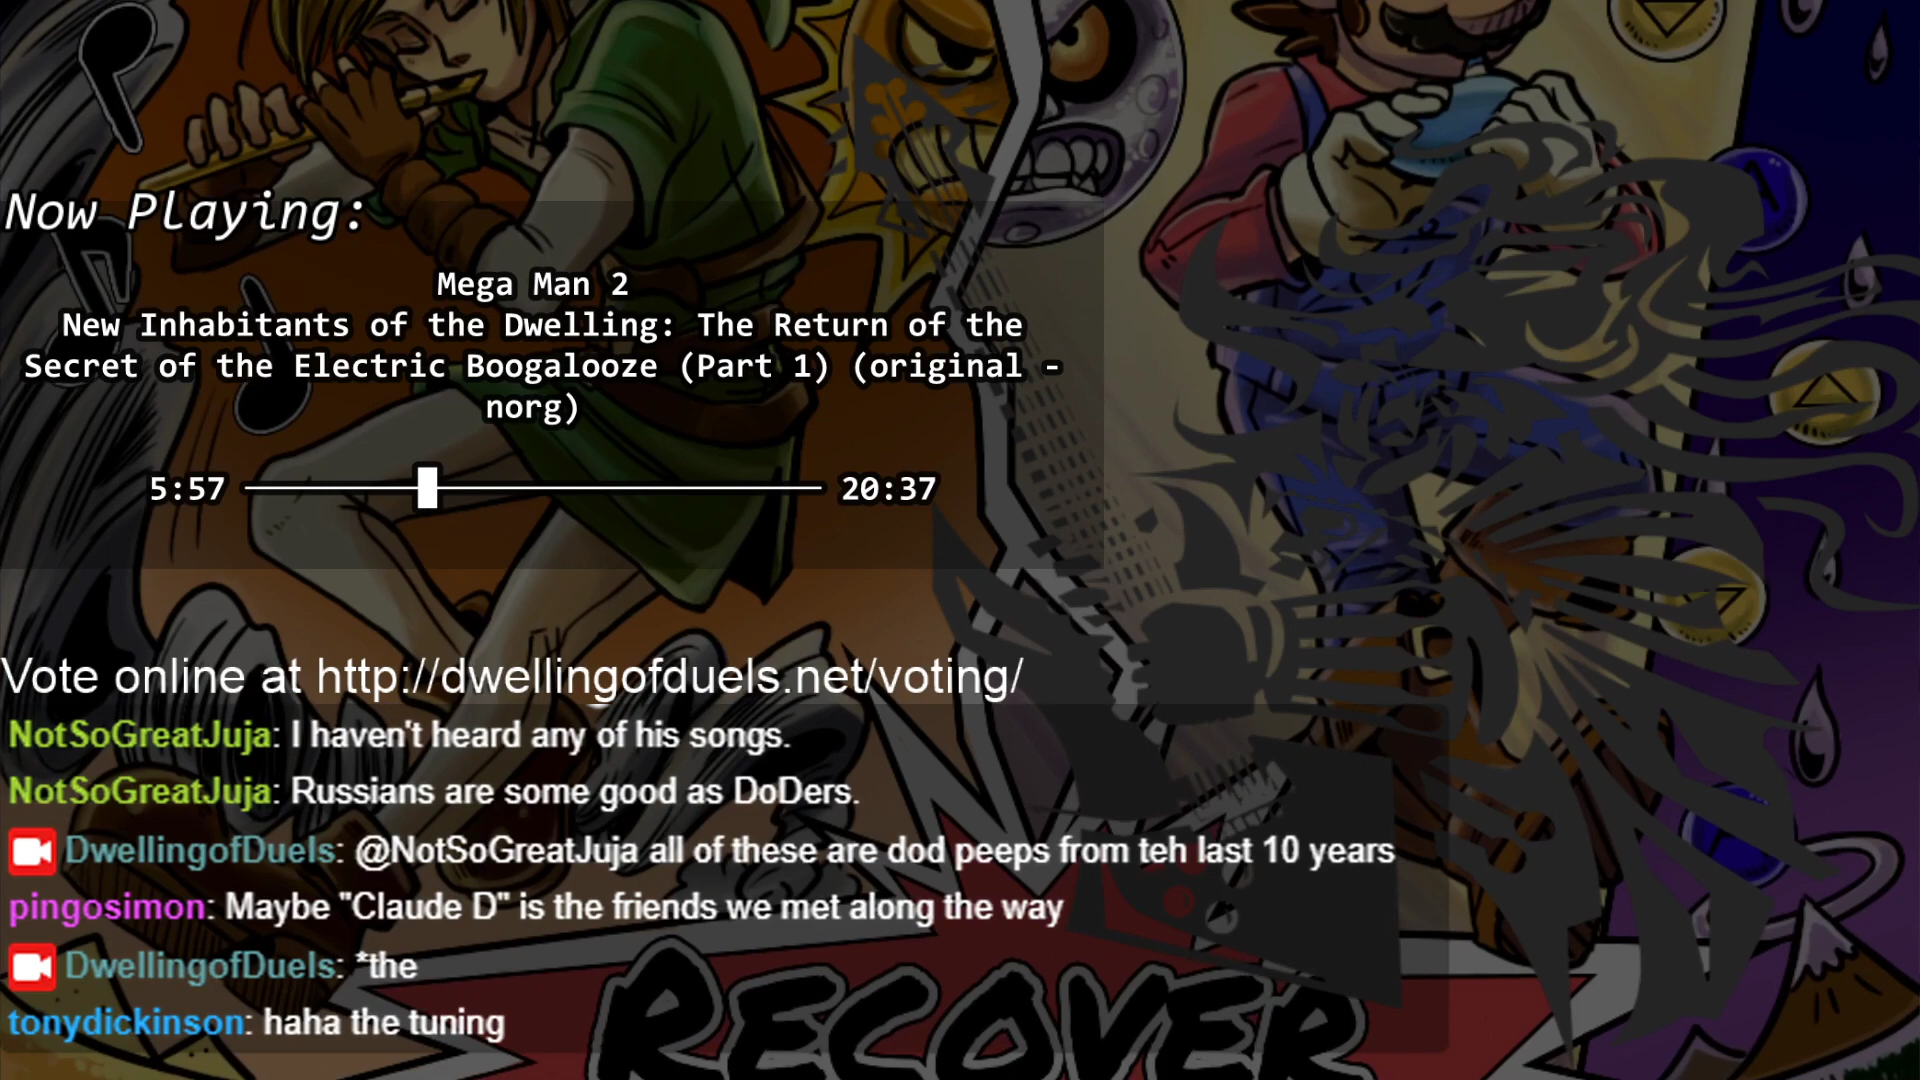 Now Playing:
Mega Man 2
New Inhabitants of the Dwelling: The Return of the
Secret of the Electric Boogalooze (Part 1) (original -
norg)
5:57 20:37
Vote online at http://dwellingofduels.net/voting/
NotSoGreatJuja: I haven't heard any of his songs.
NotSoGreatJuja: Russians are some good as DoDers.
DwellingofDuels: @NotSoGreatJuja all of these are dod peeps from teh last 10 years
pingosimon: Maybe "Claude D" is the friends we met along the way
DwellingofDuels: *the
tonydickinson: haha the tuning
RECOVER